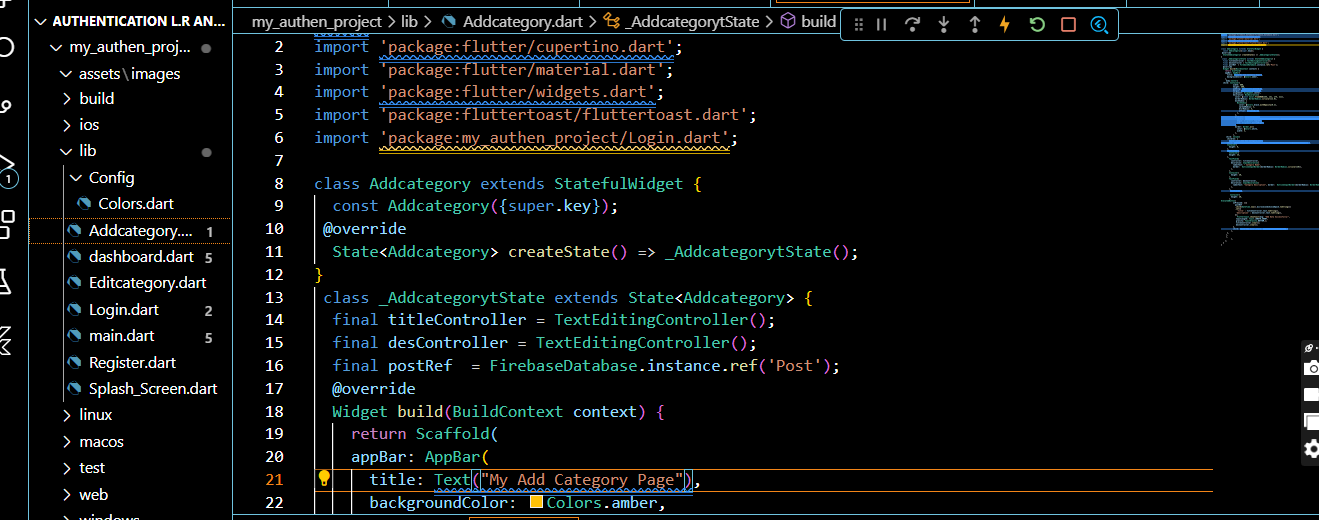 AUTHENTICATION L.R AN...
my_authen_proj...
assets\images
build
ios
lib
Config
Colors.dart
Addcategory.... 1
dashboard.dart 5
Editcategory.dart
Login.dart 2
main.dart 5
Register.dart
Splash_Screen.dart
linux
macos
test
web
windows
1
my_authen_project > lib > Addcategory.dart > _AddcategorytState > build
2 import 'package:flutter/cupertino.dart';
3 import 'package:flutter/material.dart';
4 import 'package:flutter/widgets.dart';
5 import 'package:fluttertoast/fluttertoast.dart';
6 import 'package:my_authen_project/Login.dart';
7
8 class Addcategory extends StatefulWidget {
9 const Addcategory({super.key});
10 @override
11 State<Addcategory> createState() => _AddcategorytState();
12 }
13 class _AddcategorytState extends State<Addcategory> {
14 final titleController = TextEditingController();
15 final desController = TextEditingController();
16 final postRef  = FirebaseDatabase.instance.ref('Post');
17 @override
18 Widget build(BuildContext context) {
19 return Scaffold(
20 appBar: AppBar(
21 title: Text("My Add Category Page"),
22 backgroundColor: Colors.amber,